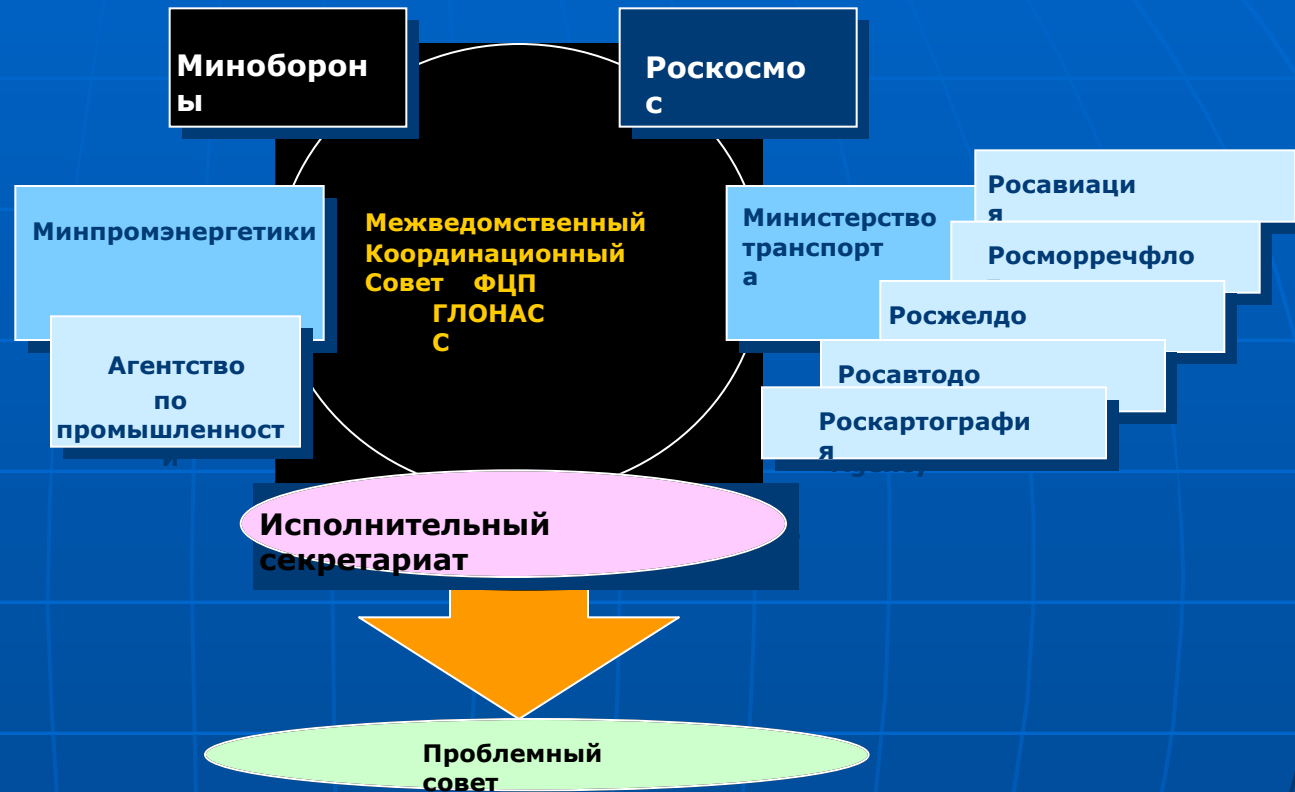 Миноборон
ы
Роскосмо
с
Росавиаци
я
Минпромэнергетики
Межведомственный
Координационный
Совет ФЦП
ГЛОНАС
С
Министерство
транспорт
а
Росморречфло
Росжелдо
Агентство
по
промышленност
и
Росавтодо
Роскартографи
я
Исполнительный
секретариат
Проблемный
совет